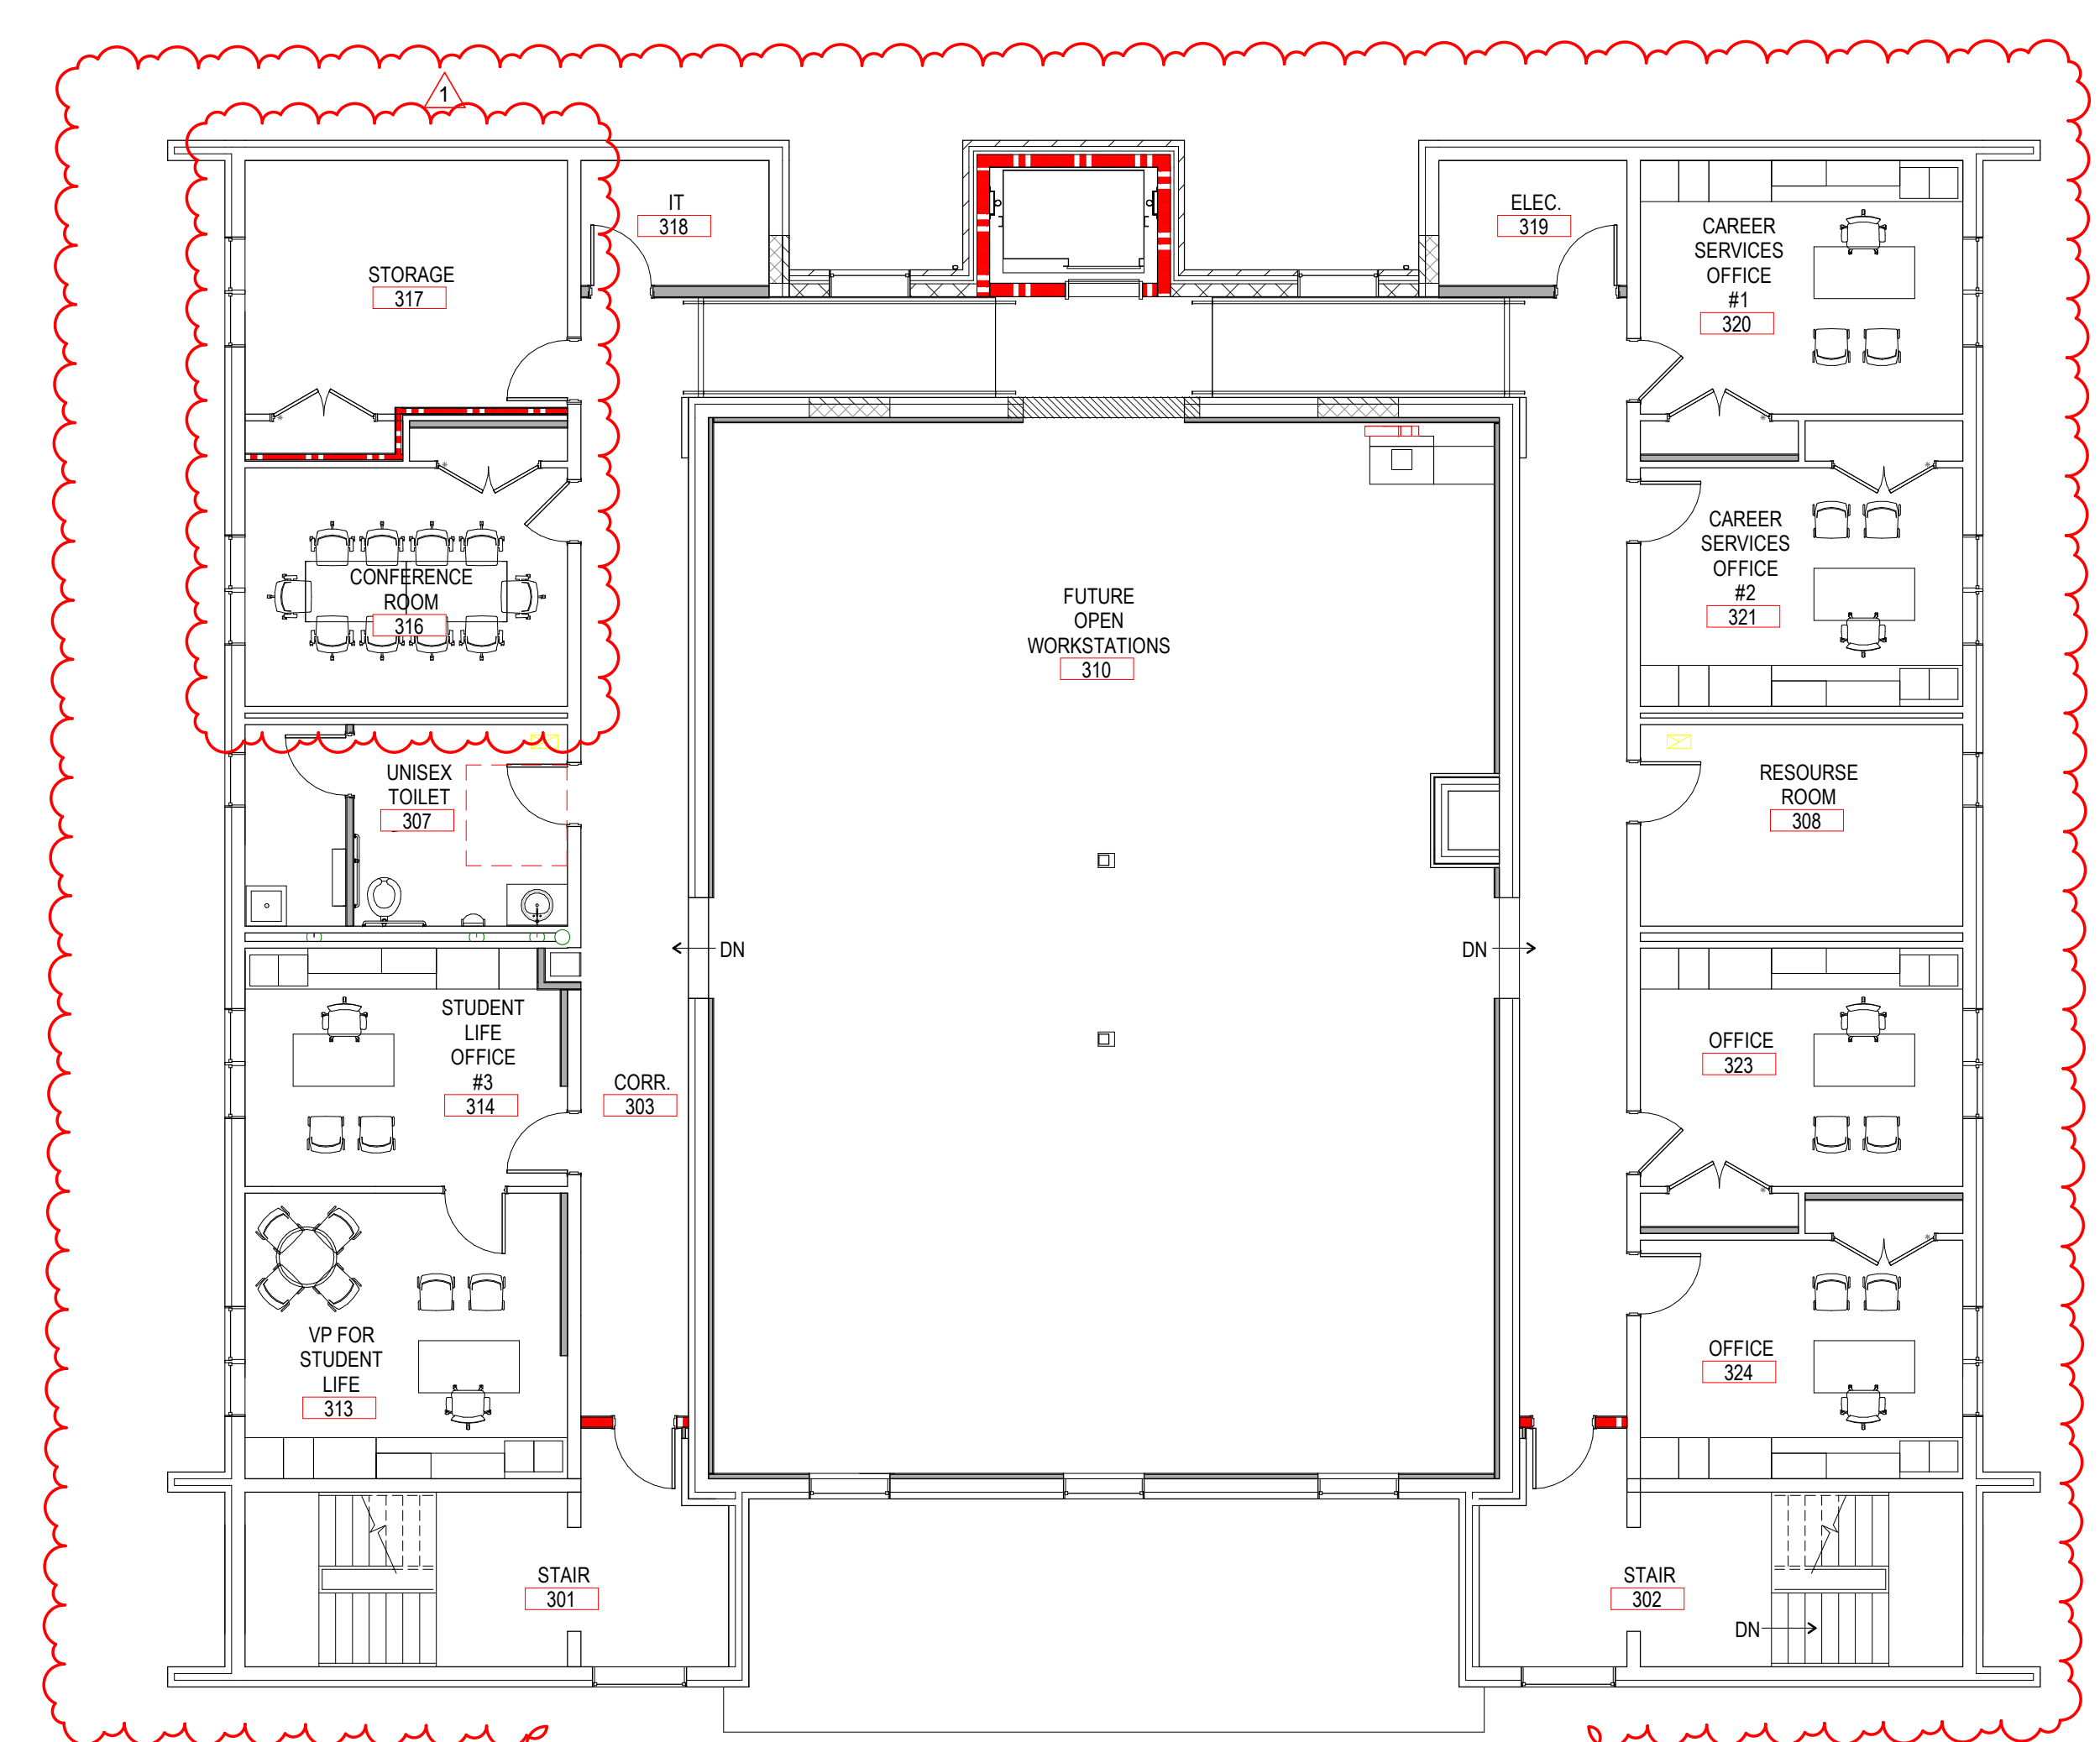 1
IT
318
ELEC.
319
STORAGE
317
CAREER
SERVICES
OFFICE
#1
320
CONFERENCE
ROOM
316
CAREER
SERVICES
OFFICE
#2
321
FUTURE
OPEN
WORKSTATIONS
310
UNISEX
TOILET
307
RESOURSE
ROOM
308
DN
DN
STUDENT
LIFE
OFFICE
#3
314
CORR.
303
OFFICE
323
VP FOR
STUDENT
LIFE
313
OFFICE
324
STAIR
301
STAIR
302
DN